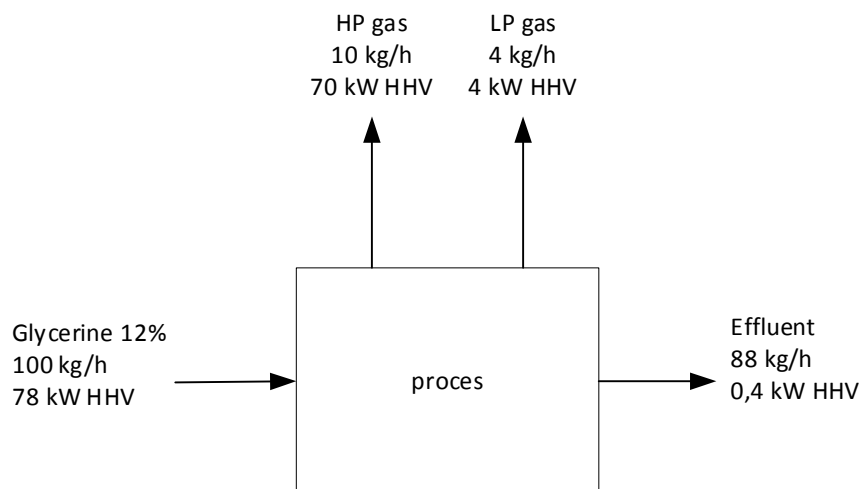 HP gas
10 kg/h
70 kW HHV
LP gas
4 kg/h
4 kW HHV
Glycerine 12%
100 kg/h
78 kW HHV
proces
Effluent
88 kg/h
0,4 kW HHV